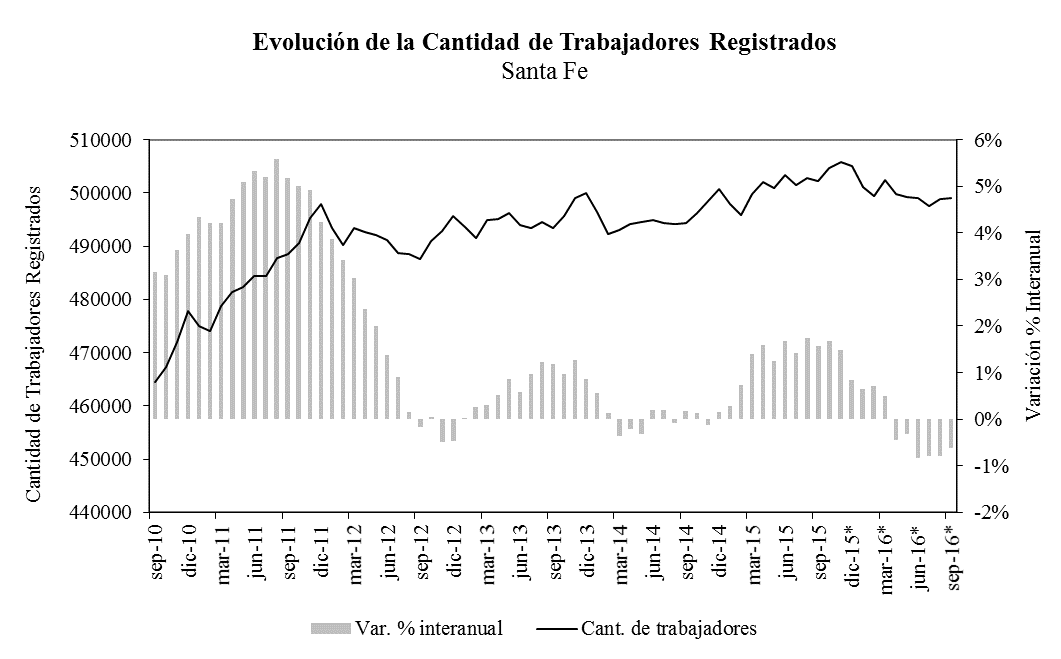 Evolución de la Cantidad de Trabajadores Registrados
Santa Fe
Cantidad de Trabajadores Registrados
510000
500000
490000
480000
470000
460000
450000
440000
6%
5%
4%
3%
2%
1%
0%
-1%
-2%
Variación % Interanual
sep-10
dic-10
mar-11
jun-11
sep-11
dic-11
mar-12
jun-12
sep-12
dic-12
mar-13
jun-13
sep-13
dic-13
mar-14
jun-14
sep-14
dic-14
mar-15
jun-15
sep-15
dic-15*
mar-16*
jun-16*
sep-16*
Var. % interanual
Cant. de trabajadores